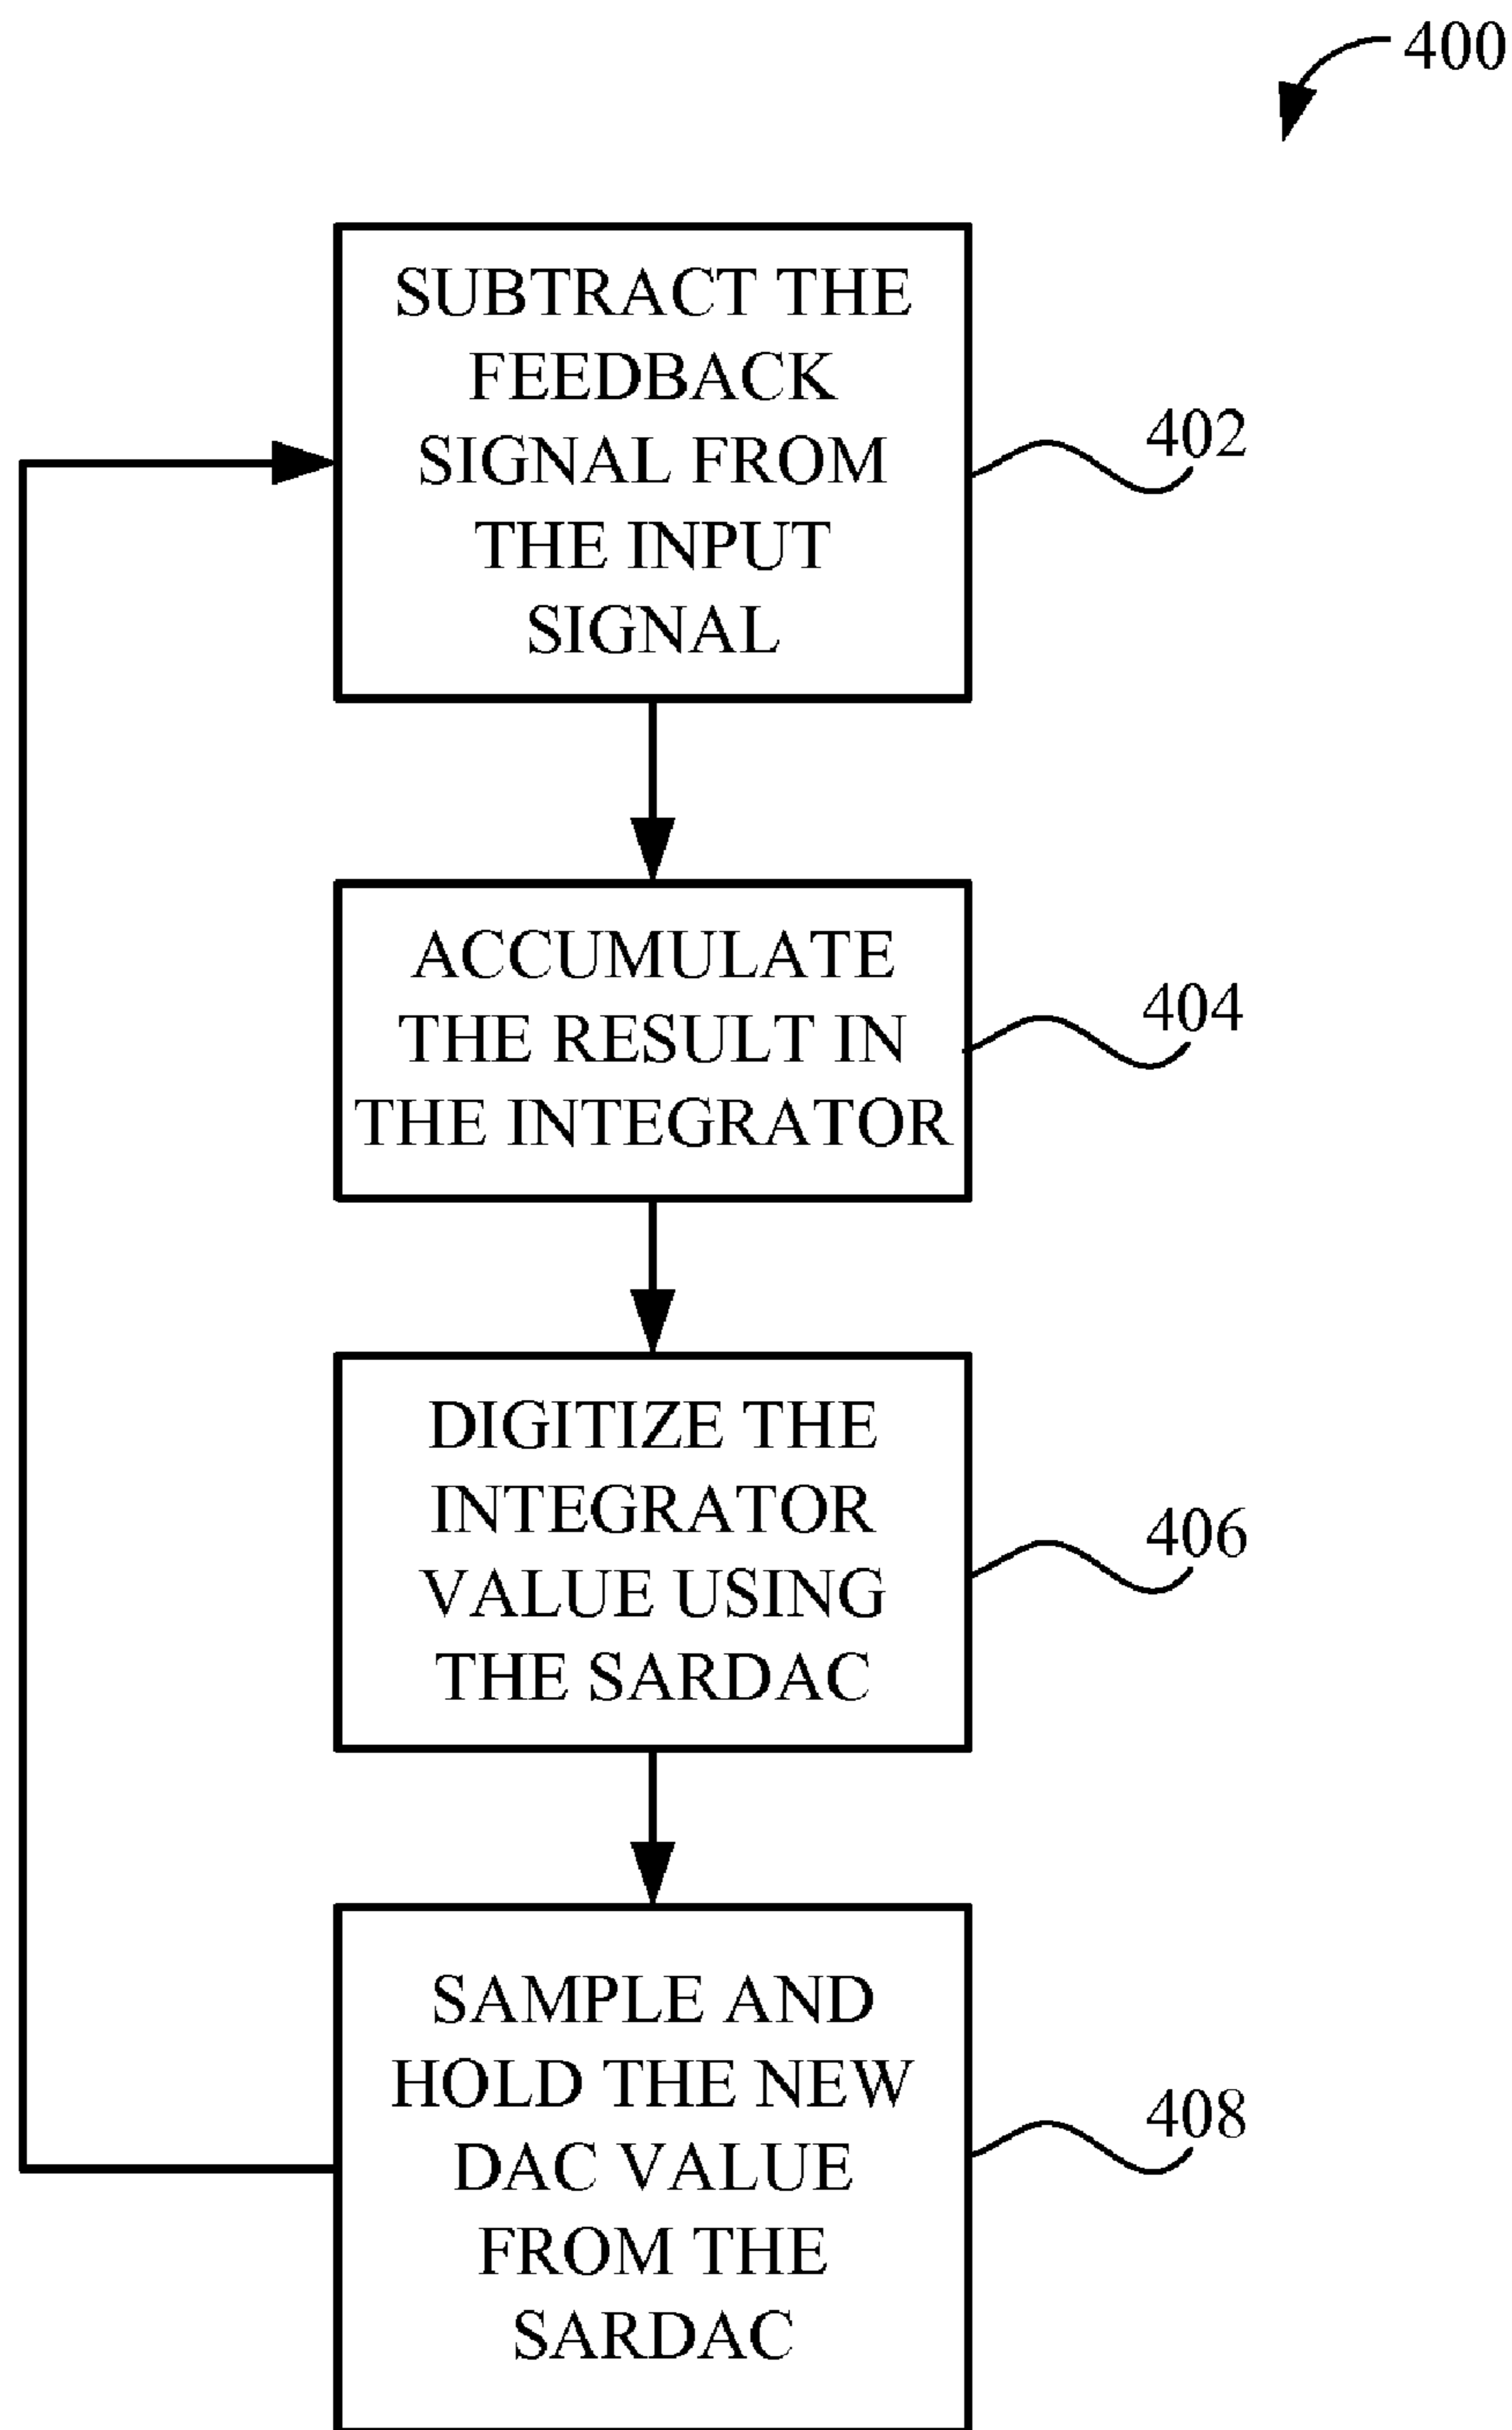 400
SUBTRACT THE
FEEDBACK
SIGNAL FROM
THE INPUT
SIGNAL
402
ACCUMULATE
THE RESULT IN
THE INTEGRATOR
404
DIGITIZE THE
INTEGRATOR
VALUE USING
THE SARDAC
406
SAMPLE AND
HOLD THE NEW
DAC VALUE
FROM THE
SARDAC
408